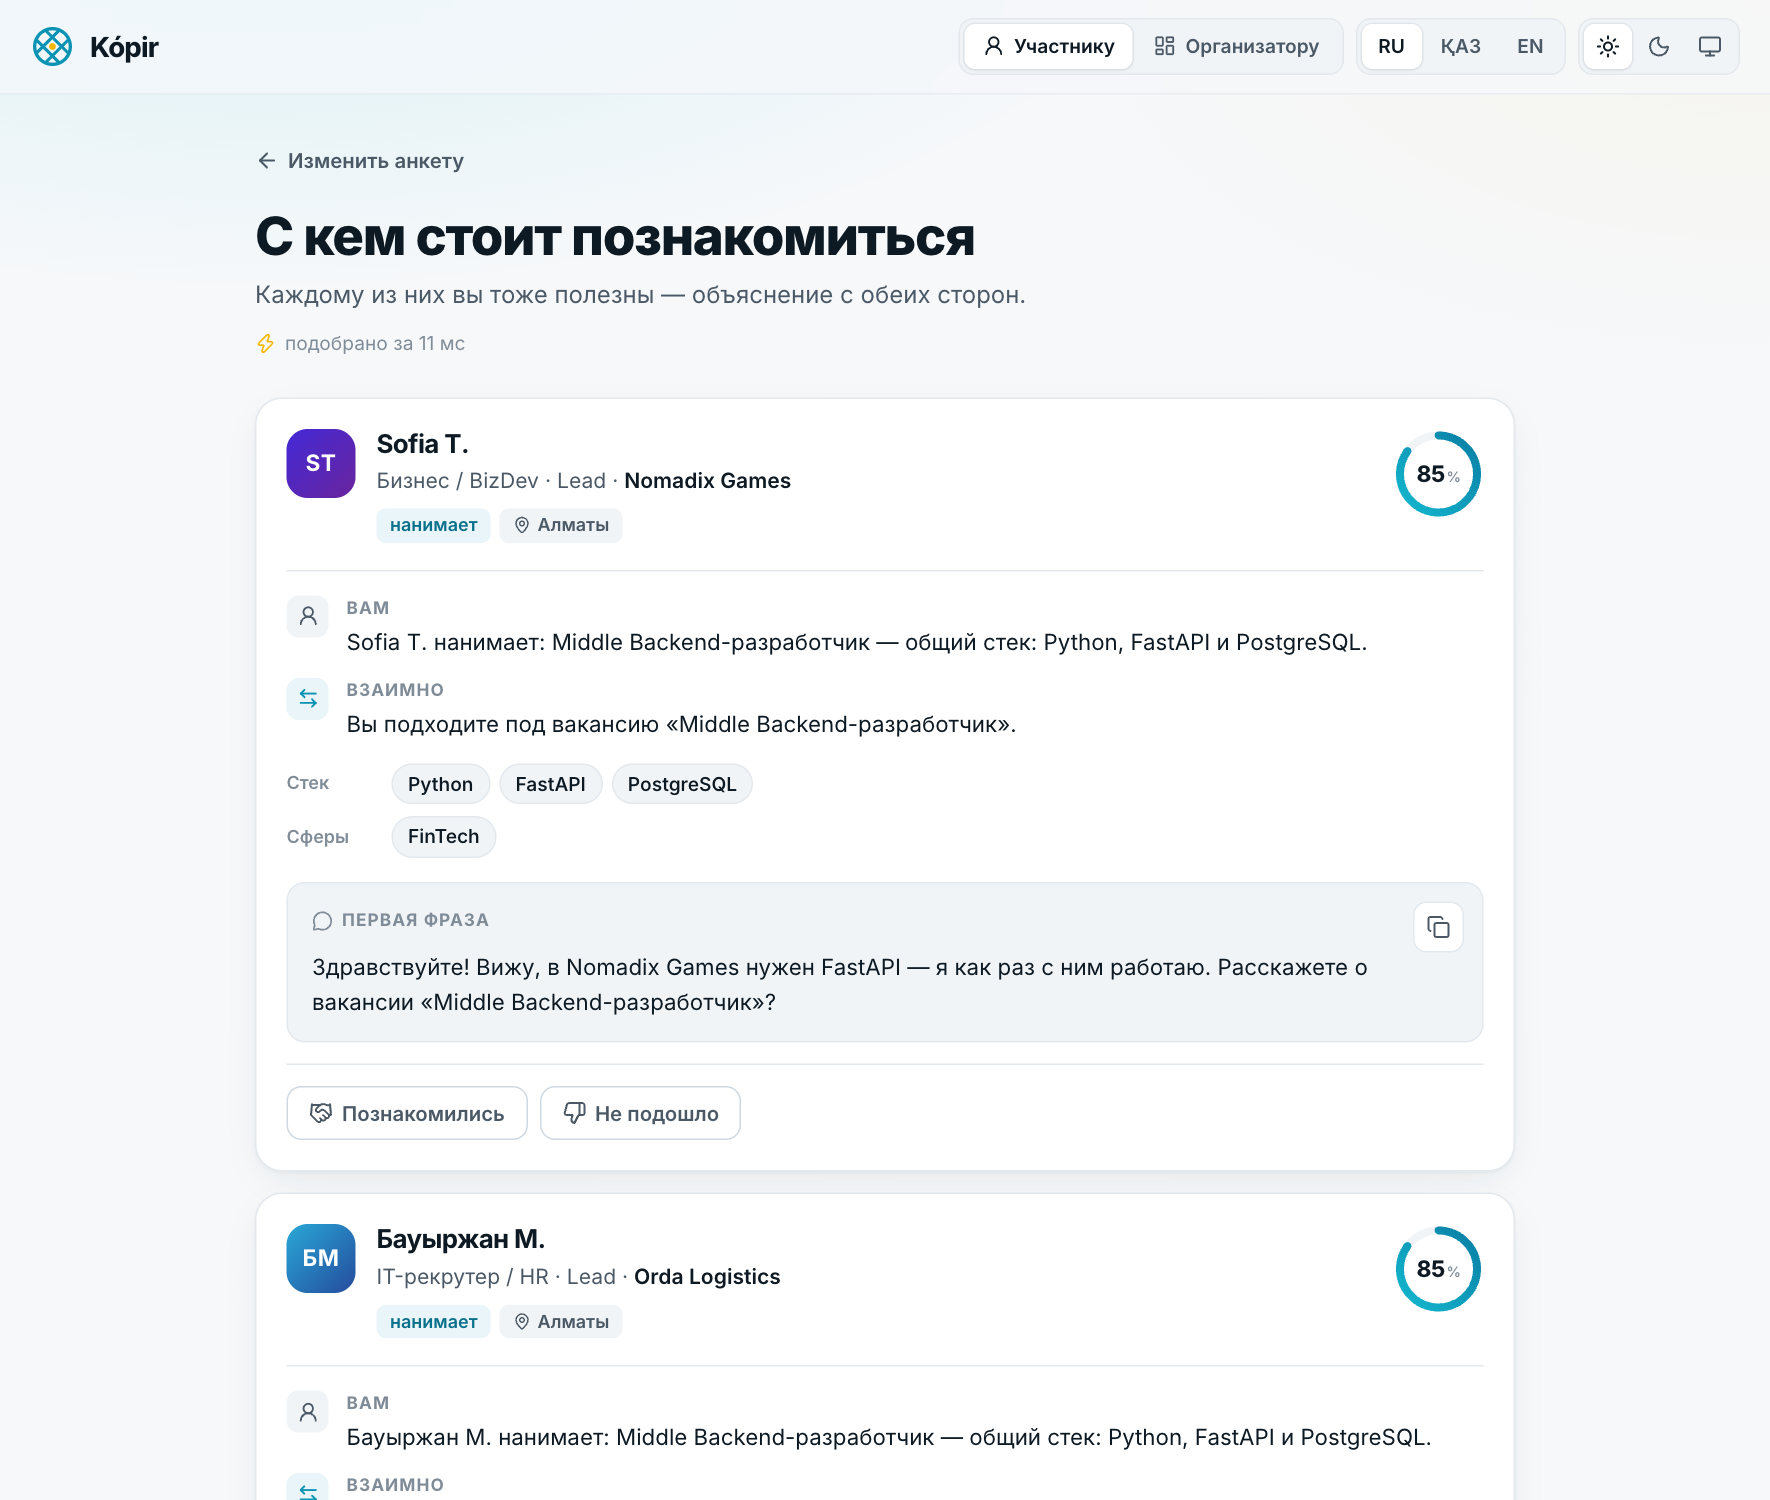 Kópir
Участнику
Организатору
RU
ҚАЗ
EN
Изменить анкету
С кем стоит познакомиться
Каждому из них вы тоже полезны — объяснение с обеих сторон.
подобрано за 11 мс
ST
Sofia T.
Бизнес / BizDev · Lead · Nomadix Games
нанимает
Алматы
85%
ВАМ
Sofia T. нанимает: Middle Backend-разработчик — общий стек: Python, FastAPI и PostgreSQL.
ВЗАИМНО
Вы подходите под вакансию «Middle Backend-разработчик».
Стек
Python
FastAPI
PostgreSQL
Сферы
FinTech
ПЕРВАЯ ФРАЗА
Здравствуйте! Вижу, в Nomadix Games нужен FastAPI — я как раз с ним работаю. Расскажете о
вакансии «Middle Backend-разработчик»?
Познакомились
Не подошло
БМ
Бауыржан М.
IT-рекрутер / HR · Lead · Orda Logistics
нанимает
Алматы
85%
ВАМ
Бауыржан М. нанимает: Middle Backend-разработчик — общий стек: Python, FastAPI и PostgreSQL.
ВЗАИМНО